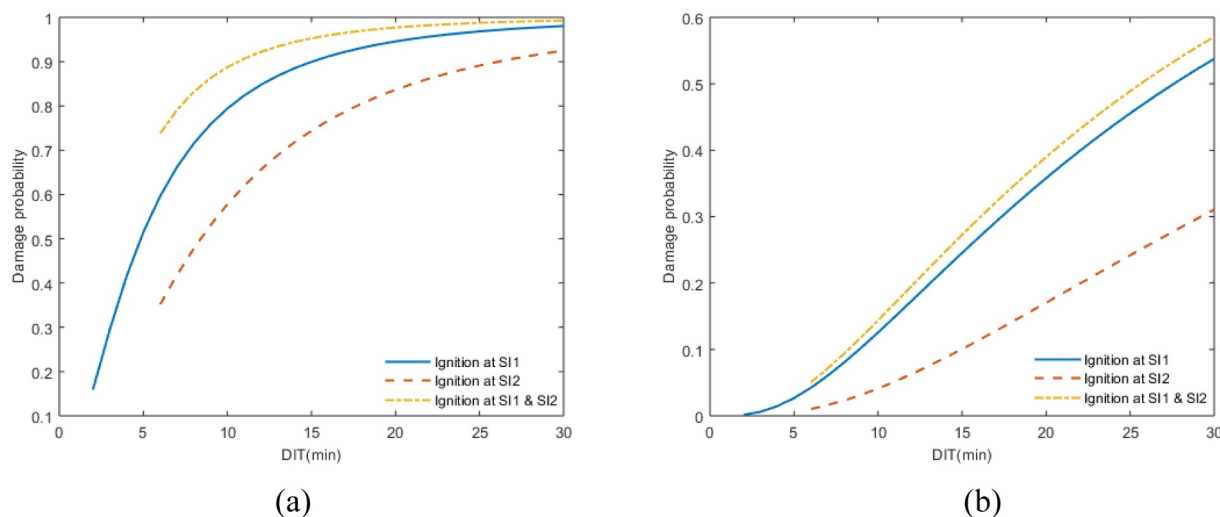 1
0.9
0.8
0.7
0.6
0.5
0.4
0.3
0.2
0.1
Damage probability
0 5 10 15 20 25 30
DIT(min)
Ignition at SI1
Ignition at SI2
Ignition at SI1 & SI2
(a)
0.6
0.5
0.4
0.3
0.2
0.1
0
Damage probability
0 5 10 15 20 25 30
DIT(min)
Ignition at SI1
Ignition at SI2
Ignition at SI1 & SI2
(b)